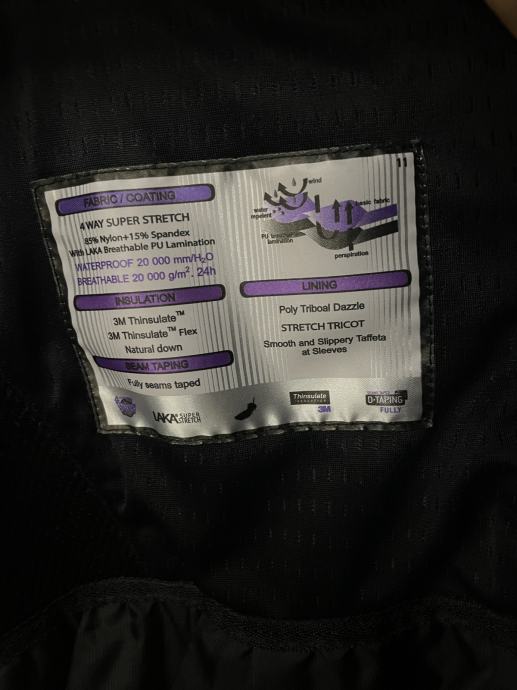 FABRIC / COATING
4 WAY SUPER STRETCH
85% Nylon+15% Spandex
With LAKA Breathable PU Lamination
WATERPROOF 20 000 mm/H₂O
BREATHABLE 20 000 g/m². 24h
INSULATION
3M Thinsulate™
3M Thinsulate™ Flex
Natural down
SEAM TAPING
Fully seams taped
LAKA SUPER
STRETCH
11
wind
water
repelent
basic fabric
PU breathable
lamination
perspiration
LINING
Poly Triboal Dazzle
STRETCH TRICOT
Smooth and Slippery Taffeta
at Sleeves
Thinsulate
INSULATION
3M
D-TAPING
FULLY